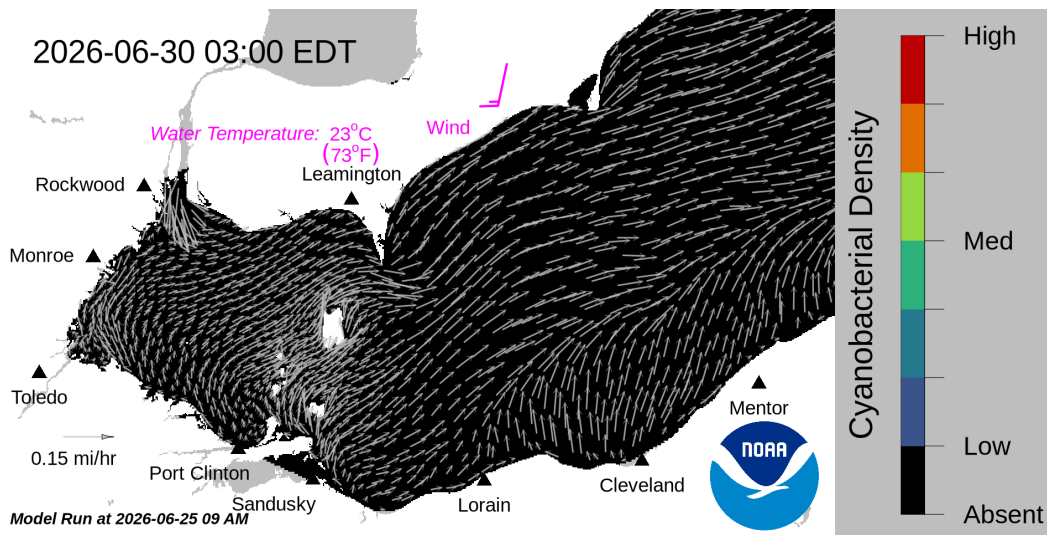 2026-06-30 03:00 EDT
High
Wind
Water Temperature: 23°C
(73°F)
Leamington
Rockwood
Monroe
Med
Cyanobacterial Density
Toledo
Mentor
0.15 mi/hr
NOAA
Low
Port Clinton
Cleveland
Sandusky
Lorain
Absent
Model Run at 2026-06-25 09 AM